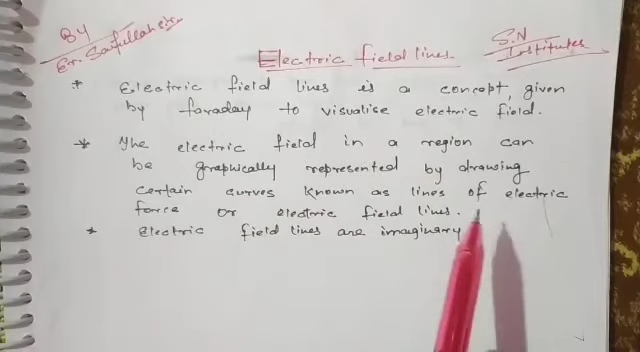 By
Er. Saifullah sir
S.N
Institutes
Electric field lines
* Electric field lines is a concept, given
by faraday to visualise electric field.
* The electric field in a region can
be graphically represented by drawing
certain curves known as lines of electric
force or electric field lines.
* Electric field lines are imaginary